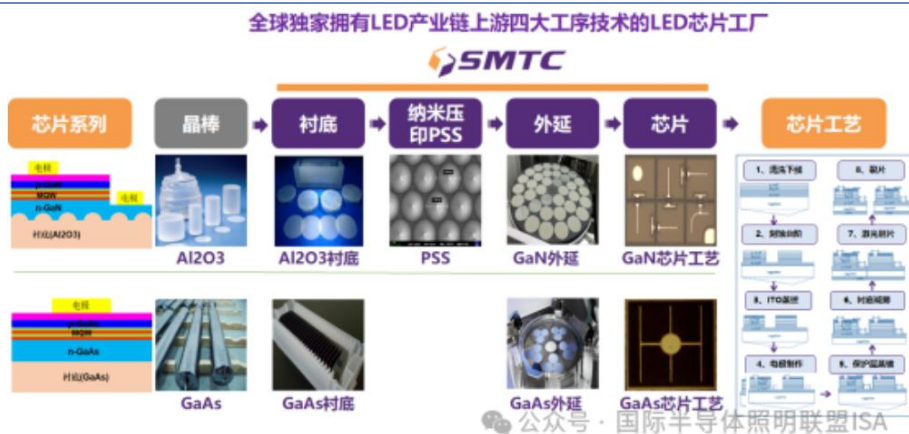 全球独家拥有LED产业链上游四大工序技术的LED芯片工厂
SMTC
芯片系列
晶棒
衬底
纳米压
印PSS
外延
芯片
芯片工艺
电极
MQW
电极
n-GaN
衬底(Al2O3)
Al2O3
Al2O3衬底
PSS
GaN外延
GaN芯片工艺
电极
MQW
n-GaAs
衬底(GaAs)
GaAs
GaAs衬底
GaAs外延
GaAs芯片工艺
2、刻蚀台阶
3、ITO蒸镀
4、电极制作
8、裂片
7、激光划片
6、衬底减薄
5、保护层蒸镀
公众号 · 国际半导体照明联盟ISA